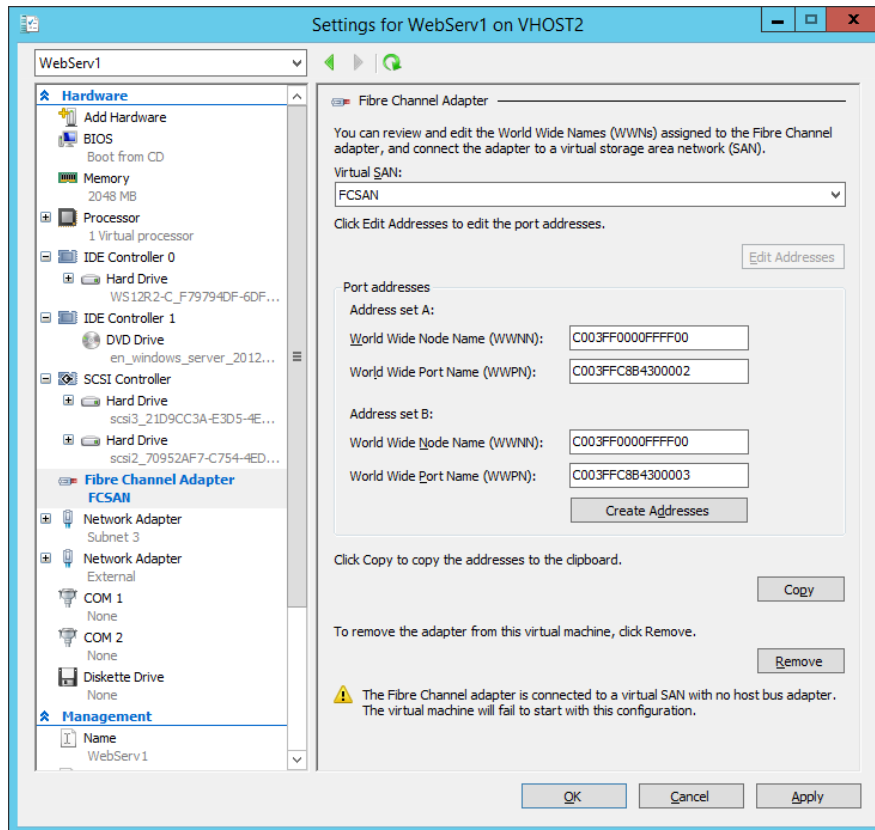 Settings for WebServ1 on VHOST2
WebServ1
Hardware
Add Hardware
BIOS
Boot from CD
Memory
2048 MB
Processor
1 Virtual processor
IDE Controller 0
Hard Drive
WS12R2-C_F79794DF-6DF...
IDE Controller 1
DVD Drive
en_windows_server_2012...
SCSI Controller
Hard Drive
scsi3_21D9CC3A-E3D5-4E...
Hard Drive
scsi2_70952AF7-C754-4ED...
Fibre Channel Adapter
FCSAN
Network Adapter
Subnet 3
Network Adapter
External
COM 1
None
COM 2
None
Diskette Drive
None
Management
Name
WebServ1
Fibre Channel Adapter
You can review and edit the World Wide Names (WWNs) assigned to the Fibre Channel
adapter, and connect the adapter to a virtual storage area network (SAN).
Virtual SAN:
FCSAN
Click Edit Addresses to edit the port addresses.
Edit Addresses
Port addresses
Address set A:
World Wide Node Name (WWNN): C003FF0000FFFF00
World Wide Port Name (WWPN): C003FFC8B4300002
Address set B:
World Wide Node Name (WWNN): C003FF0000FFFF00
World Wide Port Name (WWPN): C003FFC8B4300003
Create Addresses
Click Copy to copy the addresses to the clipboard.
Copy
To remove the adapter from this virtual machine, click Remove.
Remove
The Fibre Channel adapter is connected to a virtual SAN with no host bus adapter.
The virtual machine will fail to start with this configuration.
OK Cancel Apply